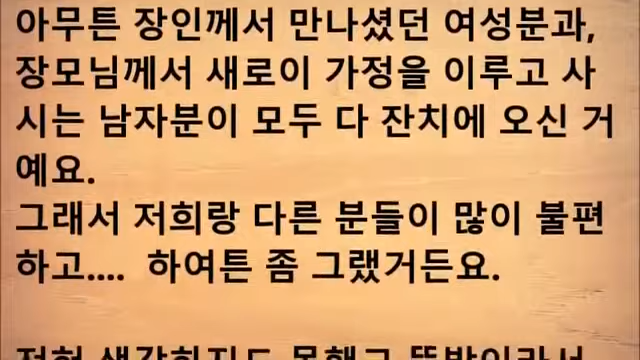 아무튼 장인께서 만나셨던 여성분과,
장모님께서 새로이 가정을 이루고 사
시는 남자분이 모두 다 잔치에 오신 거
예요.
그래서 저희랑 다른 분들이 많이 불편
하고.... 하여튼 좀 그랬거든요.